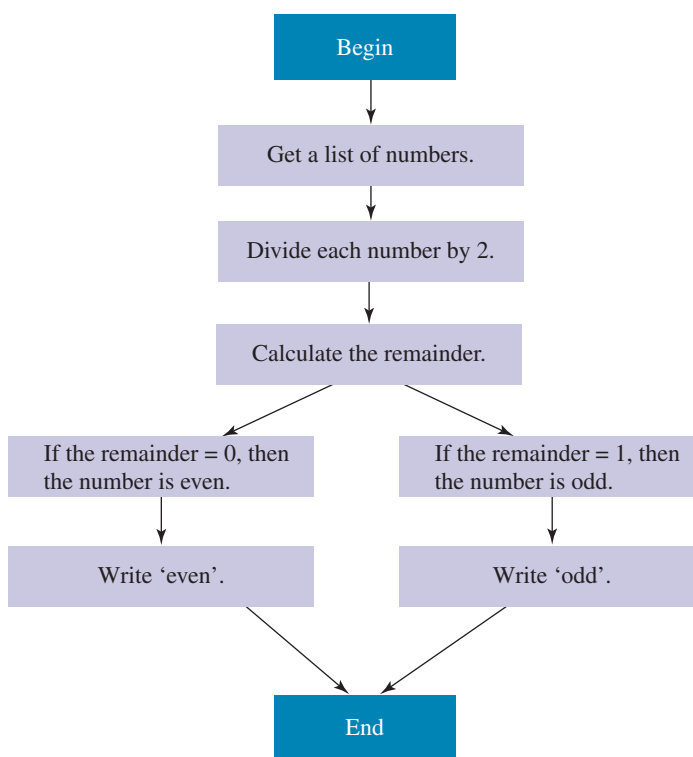 Begin
Get a list of numbers.
Divide each number by 2.
Calculate the remainder.
If the remainder = 0, then
the number is even.
If the remainder = 1, then
the number is odd.
Write ‘even’.
Write ‘odd’.
End